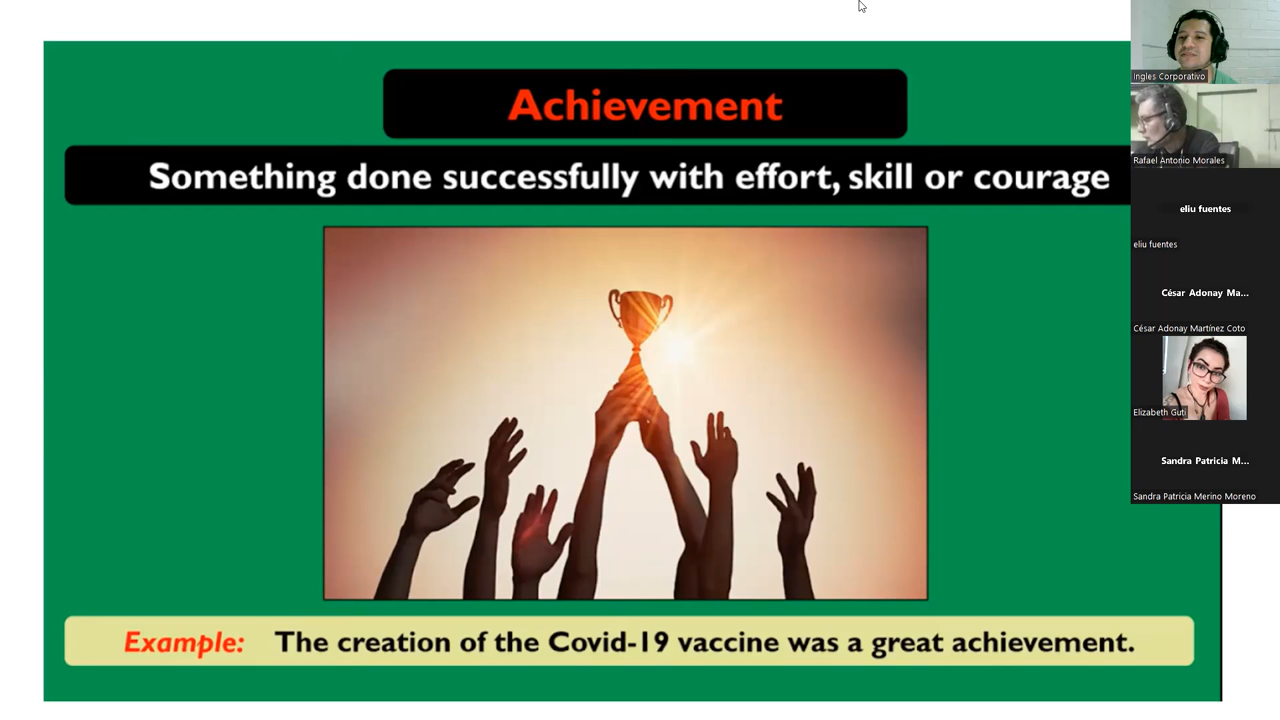 Achievement
Something done successfully with effort, skill or courage
Example: The creation of the Covid-19 vaccine was a great achievement.
Ingles Corporativo
Rafael Antonio Morales
eliu fuentes
eliu fuentes
César Adonay Ma...
César Adonay Martínez Coto
Elizabeth Guti
Sandra Patricia M...
Sandra Patricia Merino Moreno